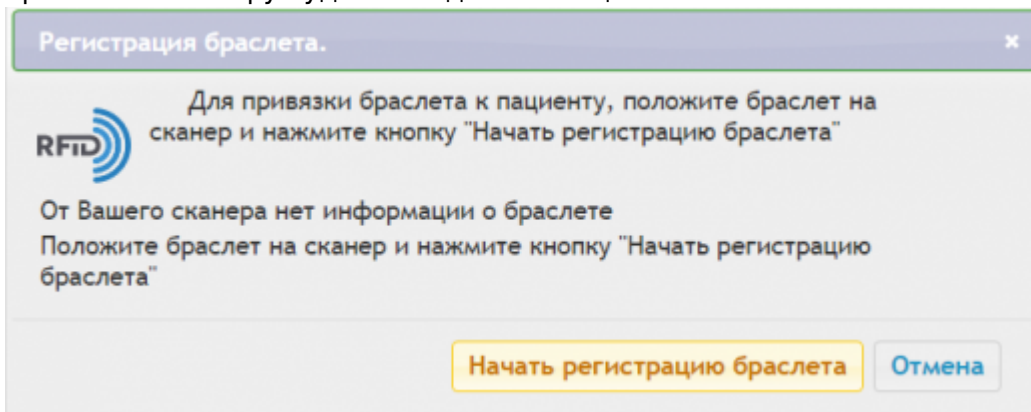 Регистрация браслета.
×
Для привязки браслета к пациенту, положите браслет на
сканер и нажмите кнопку "Начать регистрацию браслета"
RFID
От Вашего сканера нет информации о браслете
Положите браслет на сканер и нажмите кнопку "Начать регистрацию
браслета"
Начать регистрацию браслета
Отмена